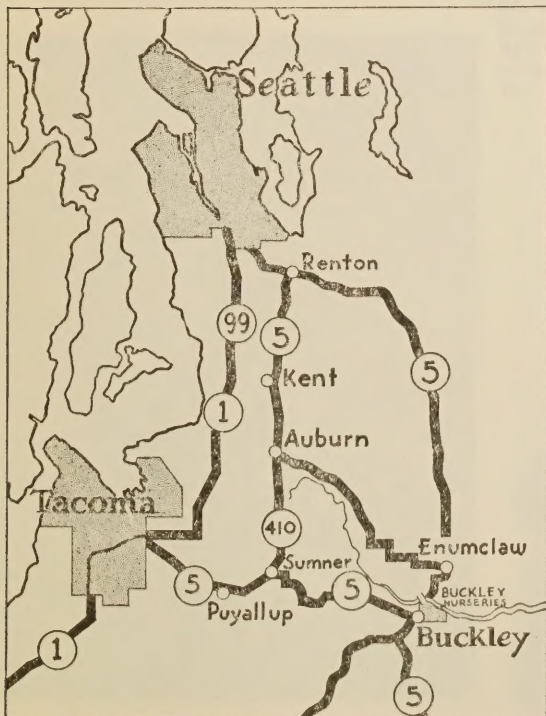 Seattle
Renton
99
5
Kent
5
1
Auburn
Tacoma
410
Enumclaw
Sumner
5
5
BUCKLEY
NURSERIES
Puyallup
Buckley
1
5